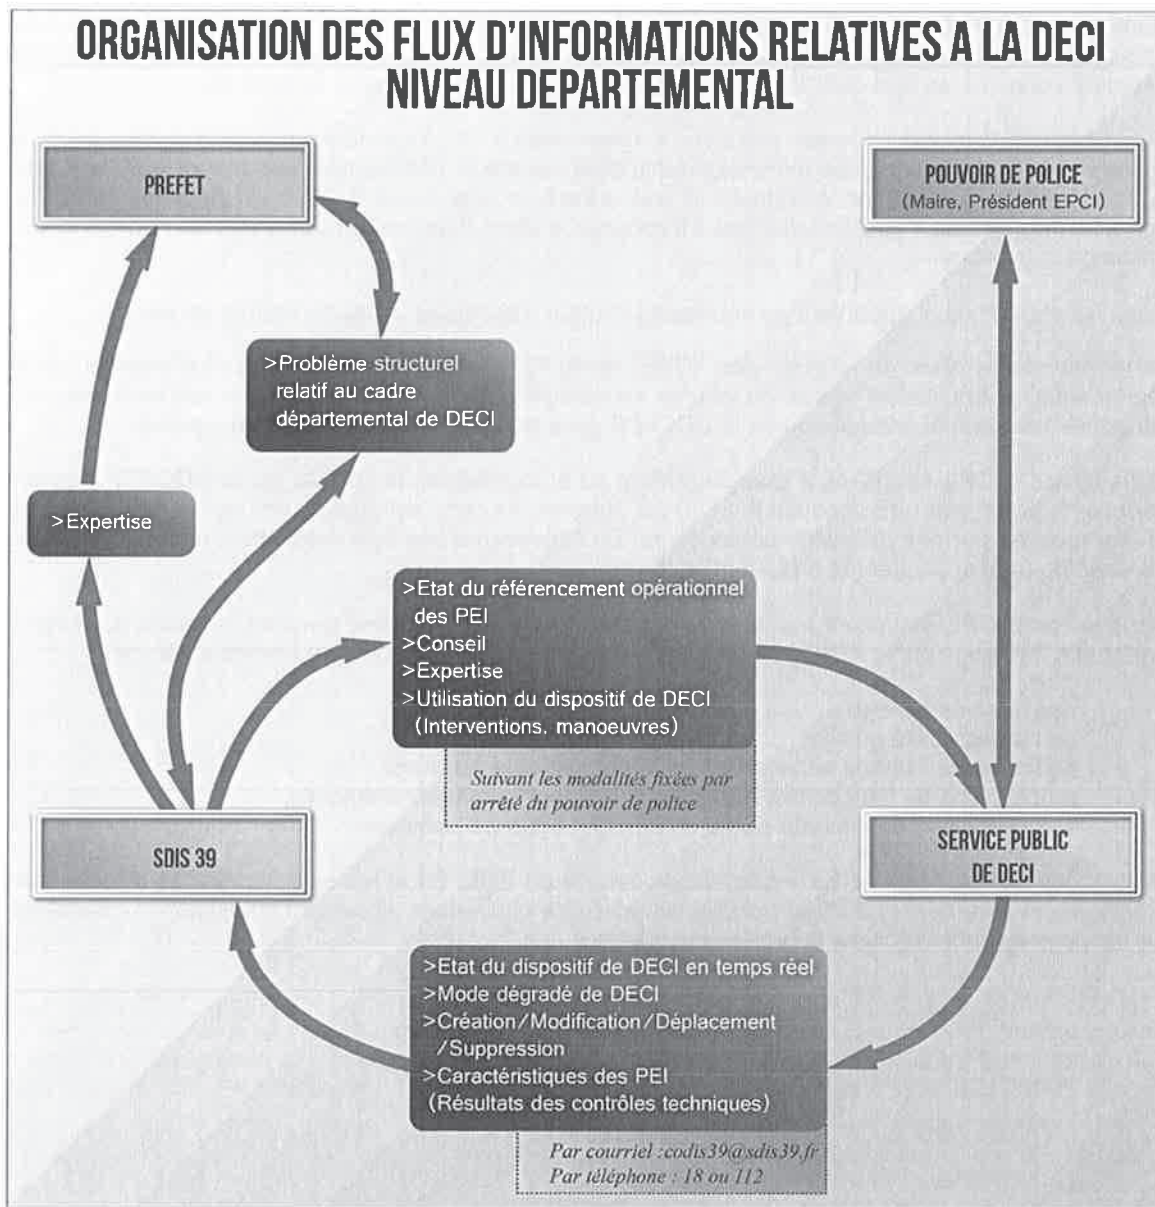 ORGANISATION DES FLUX D'INFORMATIONS RELATIVES A LA DECI
NIVEAU DEPARTEMENTAL
PREFET
POUVOIR DE POLICE
(Maire, Président EPCI)
>Problème structurel
relatif au cadre
départemental de DECI
>Expertise
>Etat du référencement opérationnel
des PEI
>Conseil
>Expertise
>Utilisation du dispositif de DECI
(Interventions, manoeuvres)
Suivant les modalités fixées par
arrêté du pouvoir de police
SDIS 39
SERVICE PUBLIC
DE DECI
>Etat du dispositif de DECI en temps réel
>Mode dégradé de DECI
>Création/Modification/Déplacement
/Suppression
>Caractéristiques des PEI
(Résultats des contrôles techniques)
Par courriel :codis39@sdis39.fr
Par téléphone : 18 ou 112